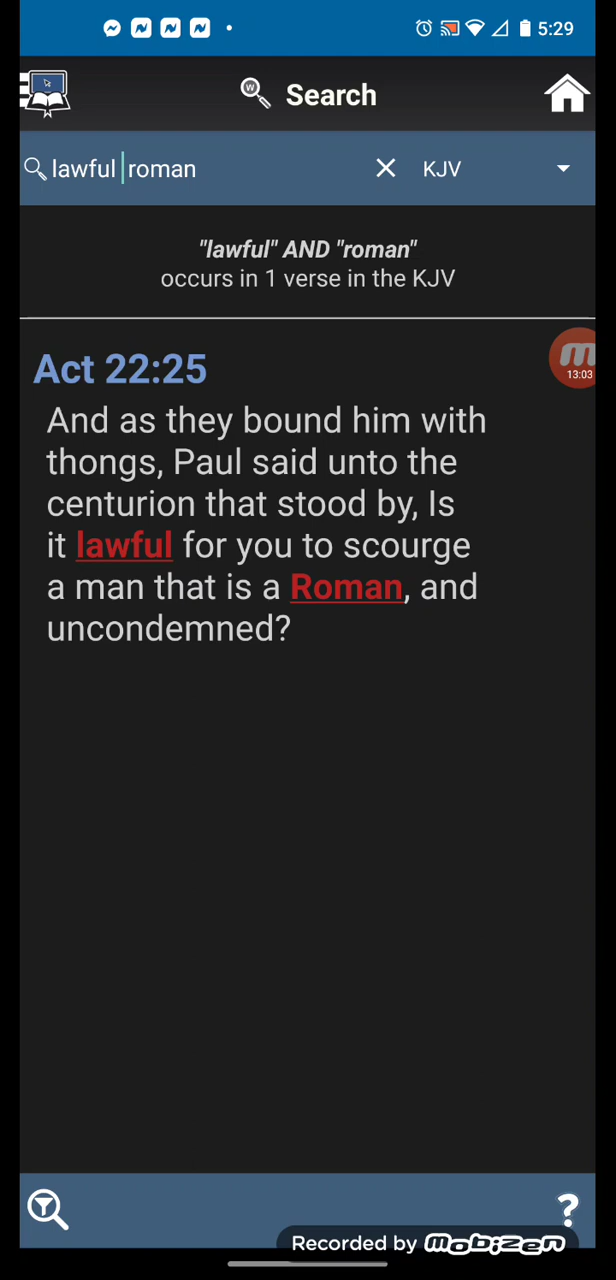 5:29
W
Search
lawful roman
KJV
"lawful" AND "roman"
occurs in 1 verse in the KJV
Act 22:25
m
13:03
And as they bound him with
thongs, Paul said unto the
centurion that stood by, Is
it lawful for you to scourge
a man that is a Roman, and
uncondemned?
?
Recorded by mobizen